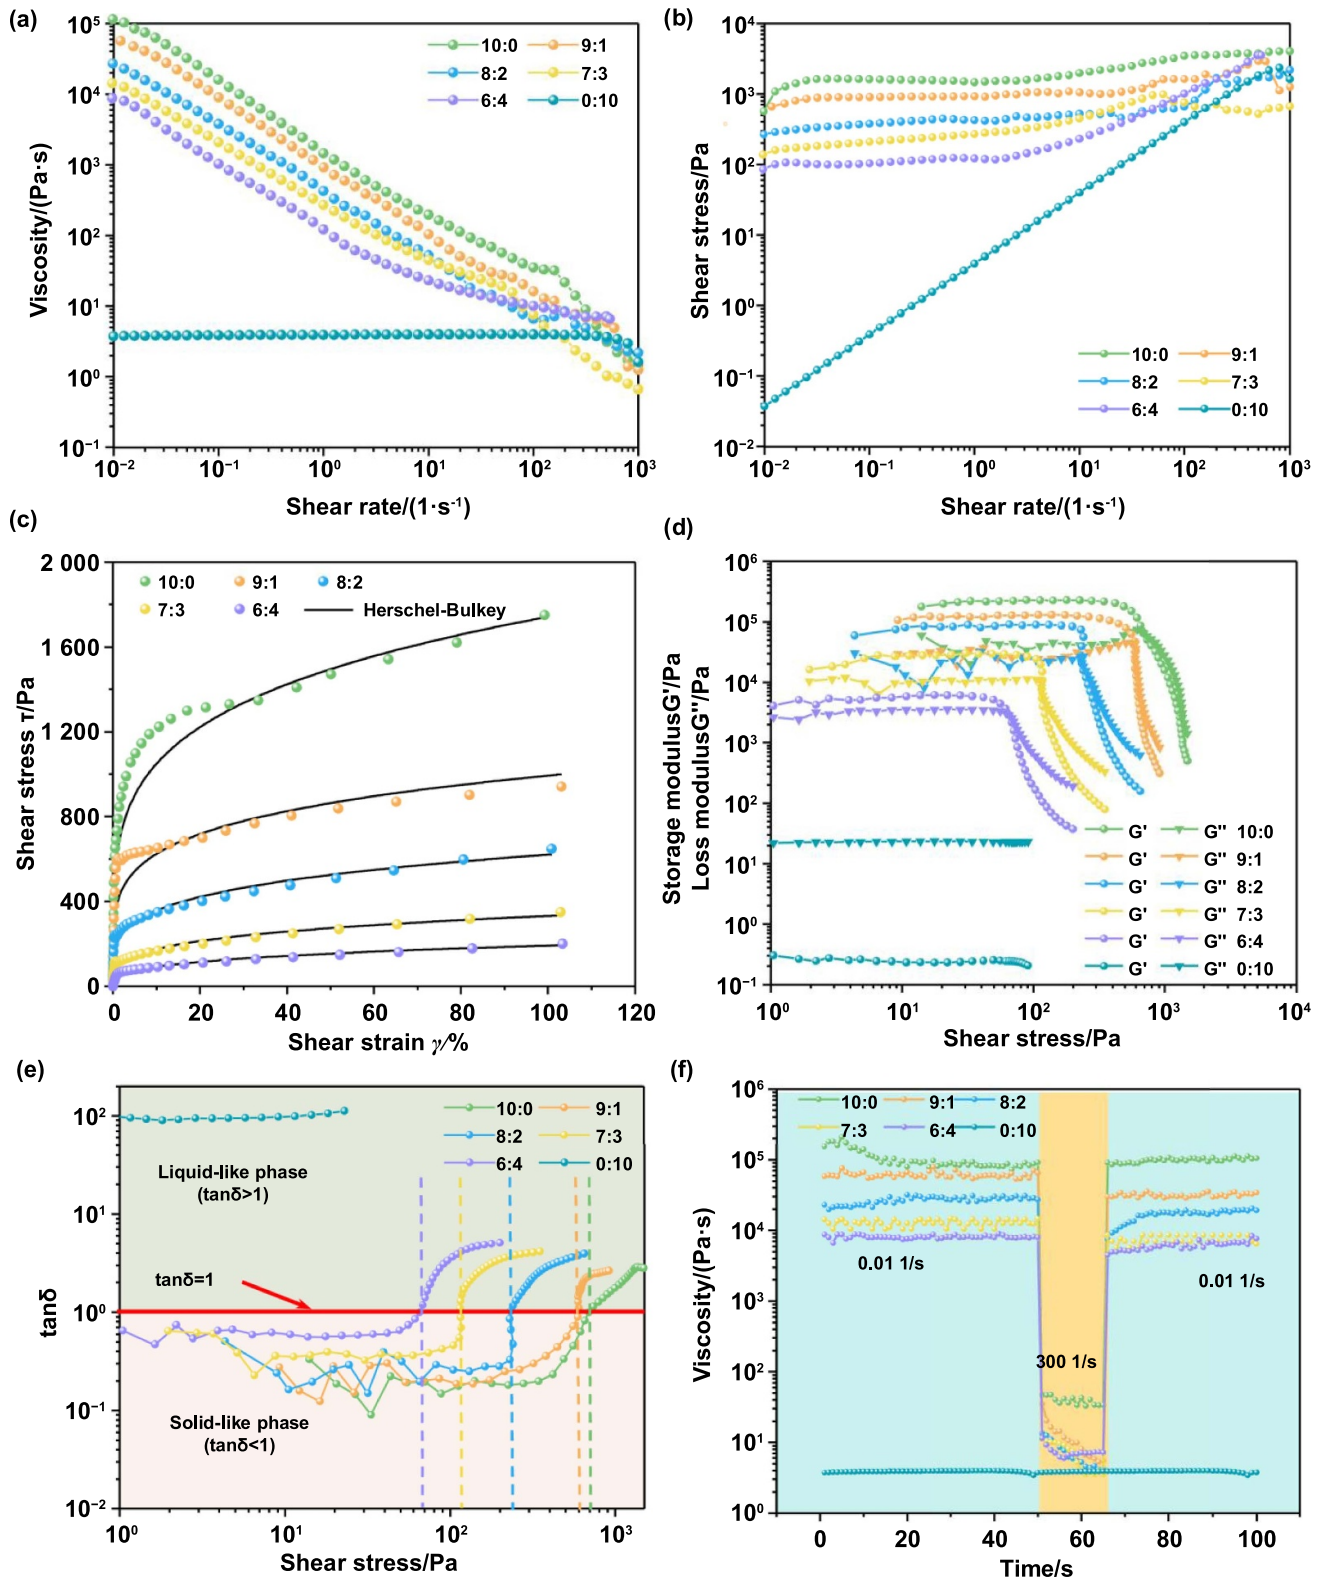 (a)
10⁵
10⁴
10³
10²
10¹
10⁰
10⁻¹
Viscosity/(Pa·s)
10:0 9:1
8:2 7:3
6:4 0:10
10⁻² 10⁻¹ 10⁰ 10¹ 10² 10³
Shear rate/(1·s⁻¹)
(b)
10⁴
10³
10²
10¹
10⁰
10⁻¹
10⁻²
Shear stress/Pa
10:0 9:1
8:2 7:3
6:4 0:10
10⁻² 10⁻¹ 10⁰ 10¹ 10² 10³
Shear rate/(1·s⁻¹)
(c)
2 000
1 600
1 200
800
400
0
Shear stress τ/Pa
10:0 9:1 8:2
7:3 6:4 Herschel-Bulkey
0 20 40 60 80 100 120
Shear strain γ/%
(d)
10⁶
10⁵
10⁴
10³
10²
10¹
10⁰
10⁻¹
Storage modulusG'/Pa
Loss modulusG''/Pa
G' G'' 10:0
G' G'' 9:1
G' G'' 8:2
G' G'' 7:3
G' G'' 6:4
G' G'' 0:10
10⁰ 10¹ 10² 10³ 10⁴
Shear stress/Pa
(e)
10²
10¹
10⁰
10⁻¹
10⁻²
tanδ
10:0 9:1
8:2 7:3
6:4 0:10
Liquid-like phase
(tanδ>1)
tanδ=1
Solid-like phase
(tanδ<1)
10⁰ 10¹ 10² 10³
Shear stress/Pa
(f)
10⁶
10⁵
10⁴
10³
10²
10¹
10⁰
Viscosity/(Pa·s)
10:0 9:1 8:2
7:3 6:4 0:10
0.01 1/s
0.01 1/s
300 1/s
0 20 40 60 80 100
Time/s